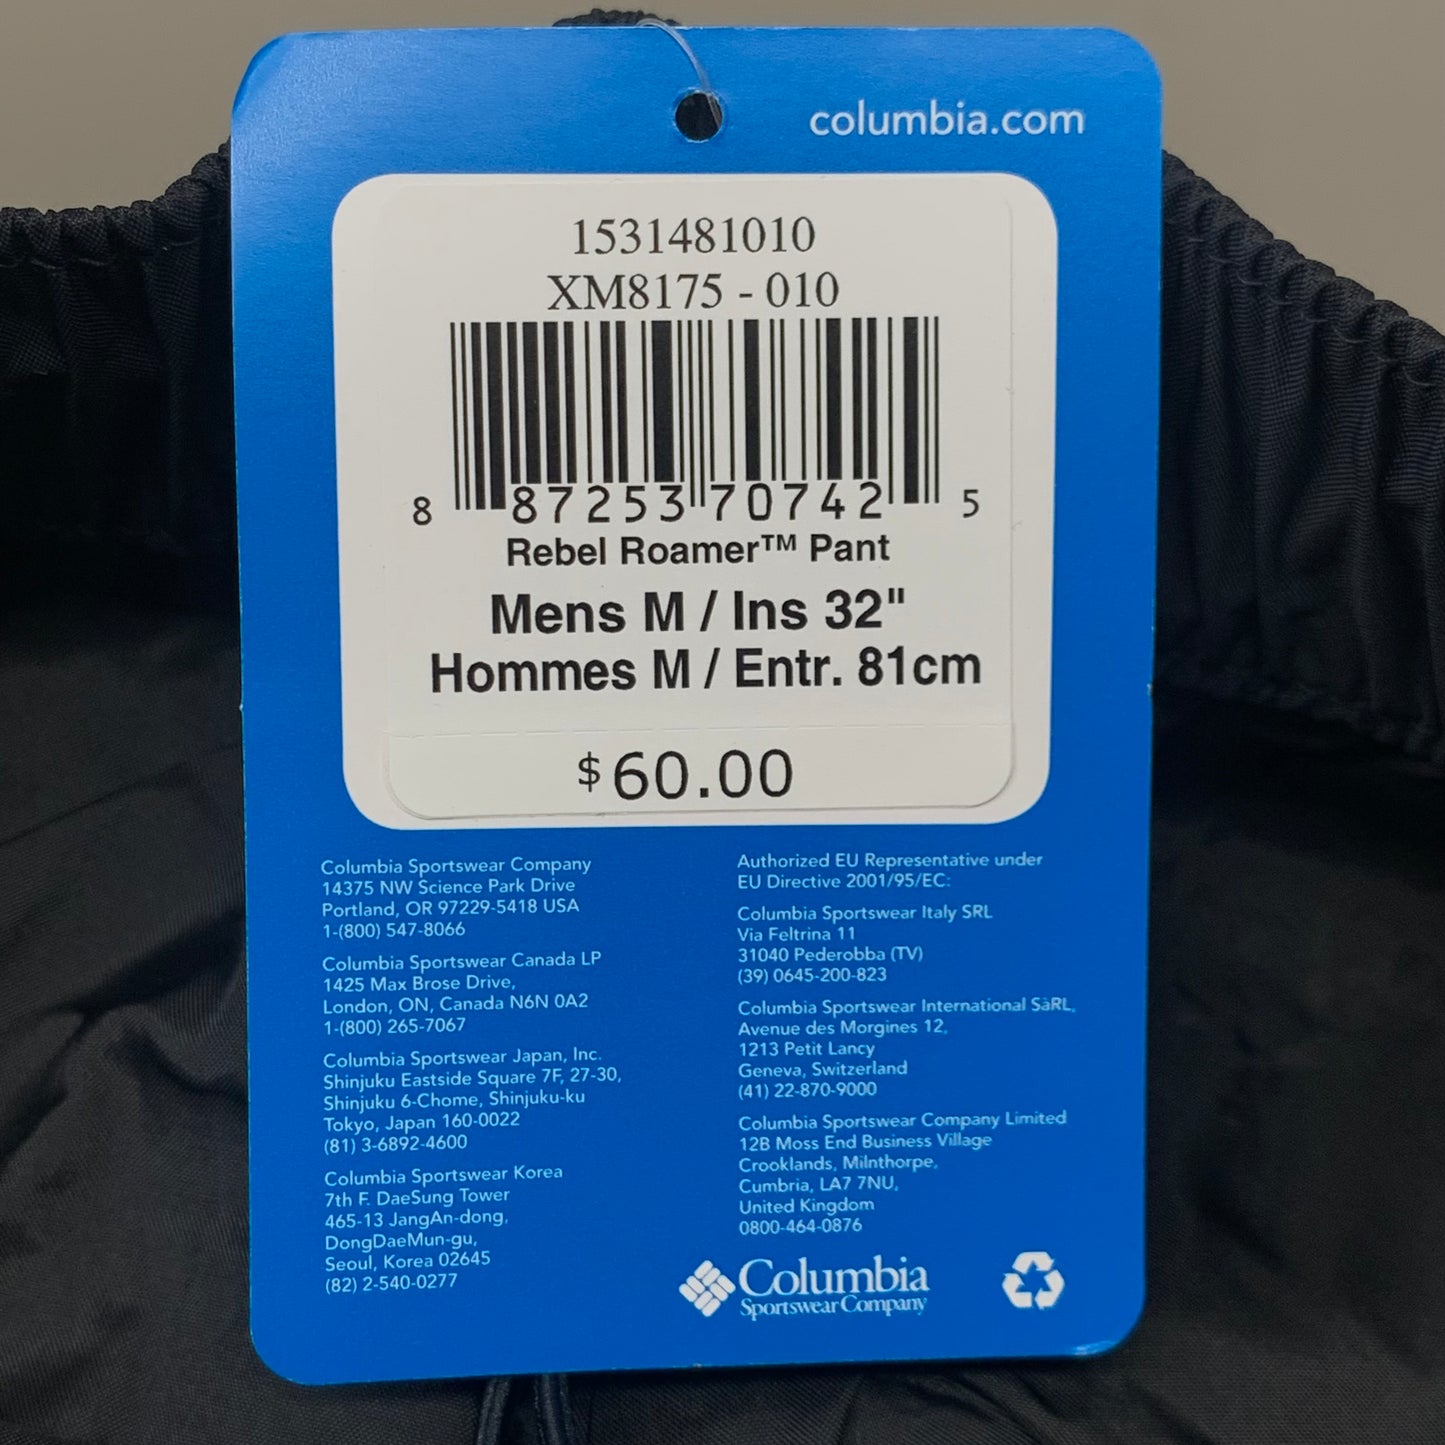 columbia.com
1531481010
XM8175 - 010
8 87253 70742 5
Rebel Roamer™ Pant
Mens M / Ins 32"
Hommes M / Entr. 81cm
$60.00
Columbia Sportswear Company
14375 NW Science Park Drive
Portland, OR 97229-5418 USA
1-(800) 547-8066
Columbia Sportswear Canada LP
1425 Max Brose Drive,
London, ON, Canada N6N 0A2
1-(800) 265-7067
Columbia Sportswear Japan, Inc.
Shinjuku Eastside Square 7F, 27-30,
Shinjuku 6-Chome, Shinjuku-ku
Tokyo, Japan 160-0022
(81) 3-6892-4600
Columbia Sportswear Korea
7th F. DaeSung Tower
465-13 JangAn-dong,
DongDaeMun-gu,
Seoul, Korea 02645
(82) 2-540-0277
Authorized EU Representative under
EU Directive 2001/95/EC:
Columbia Sportswear Italy SRL
Via Feltrina 11
31040 Pederobba (TV)
(39) 0645-200-823
Columbia Sportswear International SàRL,
Avenue des Morgines 12,
1213 Petit Lancy
Geneva, Switzerland
(41) 22-870-9000
Columbia Sportswear Company Limited
12B Moss End Business Village
Crooklands, Milnthorpe,
Cumbria, LA7 7NU,
United Kingdom
0800-464-0876
Columbia
Sportswear Company